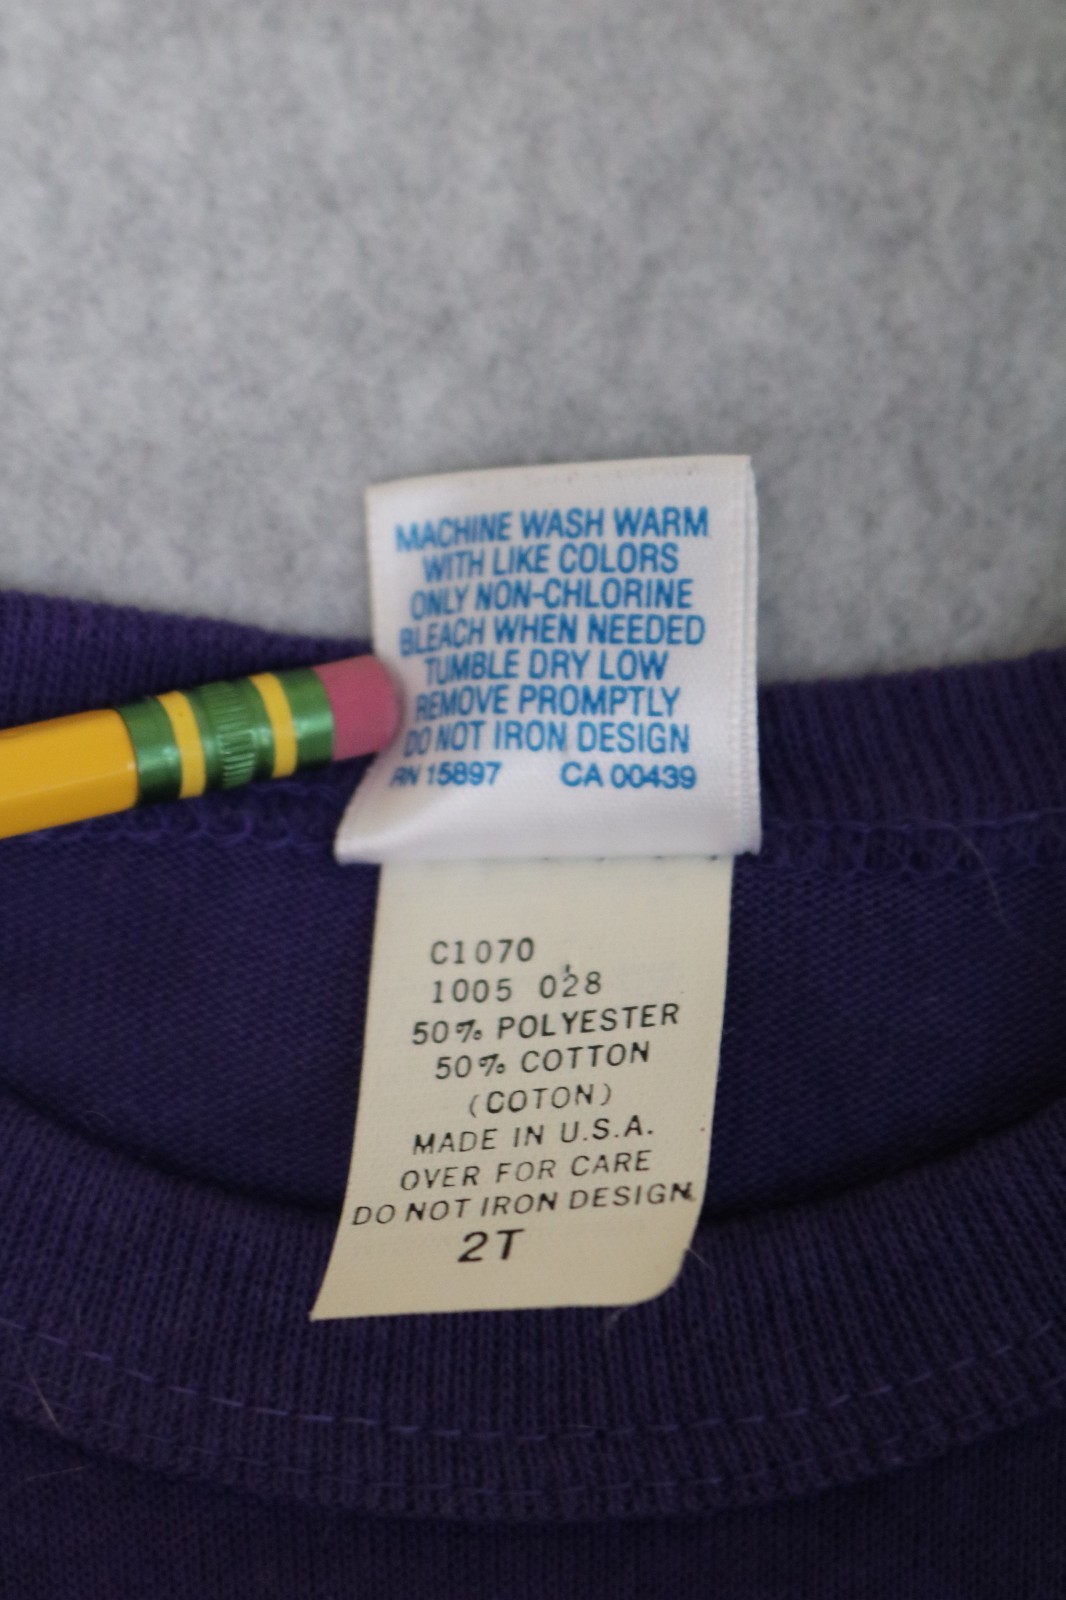 MACHINE WASH WARM
WITH LIKE COLORS
ONLY NON-CHLORINE
BLEACH WHEN NEEDED
TUMBLE DRY LOW
REMOVE PROMPTLY
DO NOT IRON DESIGN
RN 15897 CA 00439
C1070
1005 028
50% POLYESTER
50% COTTON
(COTON)
MADE IN U.S.A.
OVER FOR CARE
DO NOT IRON DESIGN
2T